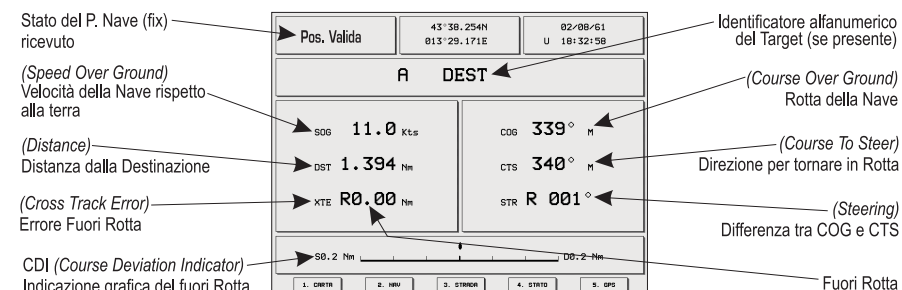 Stato del P. Nave (fix)
ricevuto
(Speed Over Ground)
Velocità della Nave rispetto
alla terra
(Distance)
Distanza dalla Destinazione
(Cross Track Error)
Errore Fuori Rotta
CDI (Course Deviation Indicator)
Indicazione grafica del fuori Rotta
Pos. Valida
43°38.254N
013°29.171E
02/08/61
U 18:32:58
A DEST
SOG 11.0 Kts
DST 1.394 Nm
XTE R0.00 Nm
COG 339° M
CTS 340° M
STR R 001°
S0.2 Nm
D0.2 Nm
1. CARTA
2. NAV
3. STRADA
4. STATO
5. GPS
Identificatore alfanumerico
del Target (se presente)
(Course Over Ground)
Rotta della Nave
(Course To Steer)
Direzione per tornare in Rotta
(Steering)
Differenza tra COG e CTS
Fuori Rotta